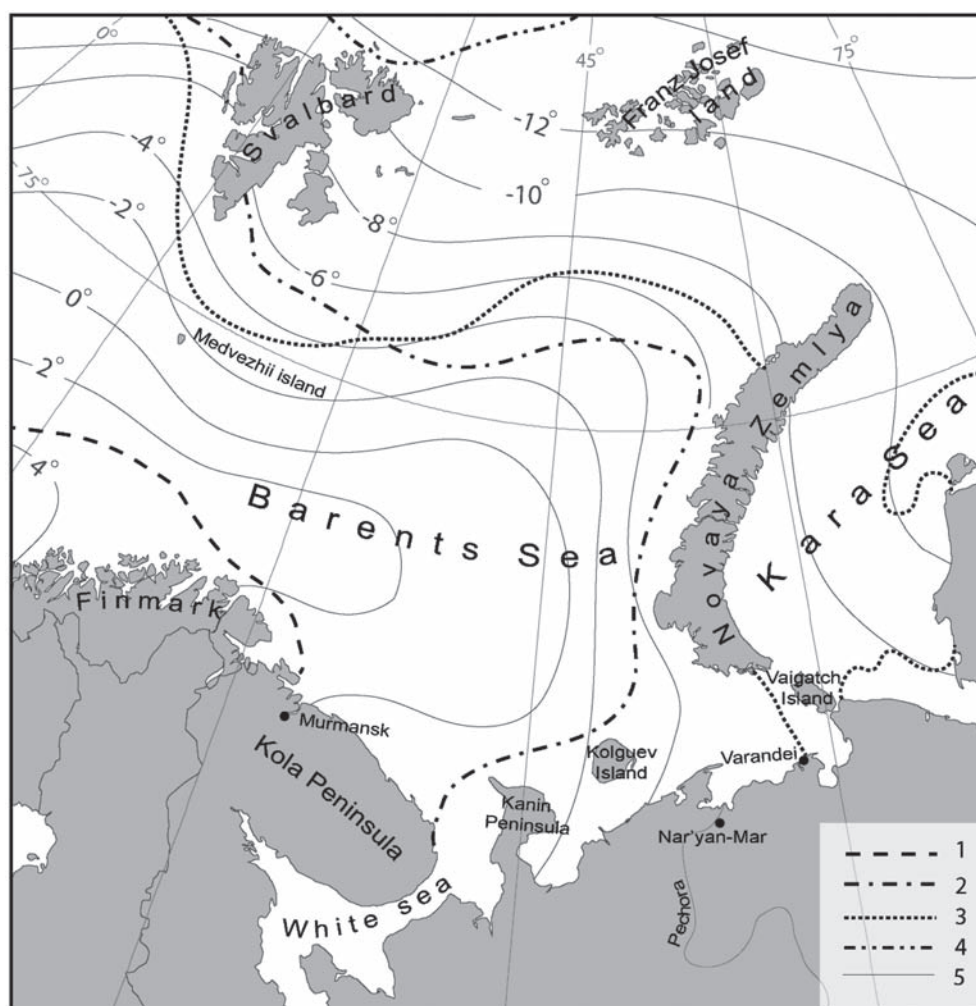 0°
45°
75°
Svalbard
Franz Josef
land
-12°
-10°
-4°
75°
-2°
-8°
-6°
0°
Medvezhii island
2°
Novaya Zemlya
Kara Sea
4°
Barents Sea
Finmark
Vaigatch
Island
Murmansk
Kolguev
Island
Varandei
Kola Peninsula
Kanin
Peninsula
Nar'yan-Mar
White sea
Pechora
1
2
3
4
5